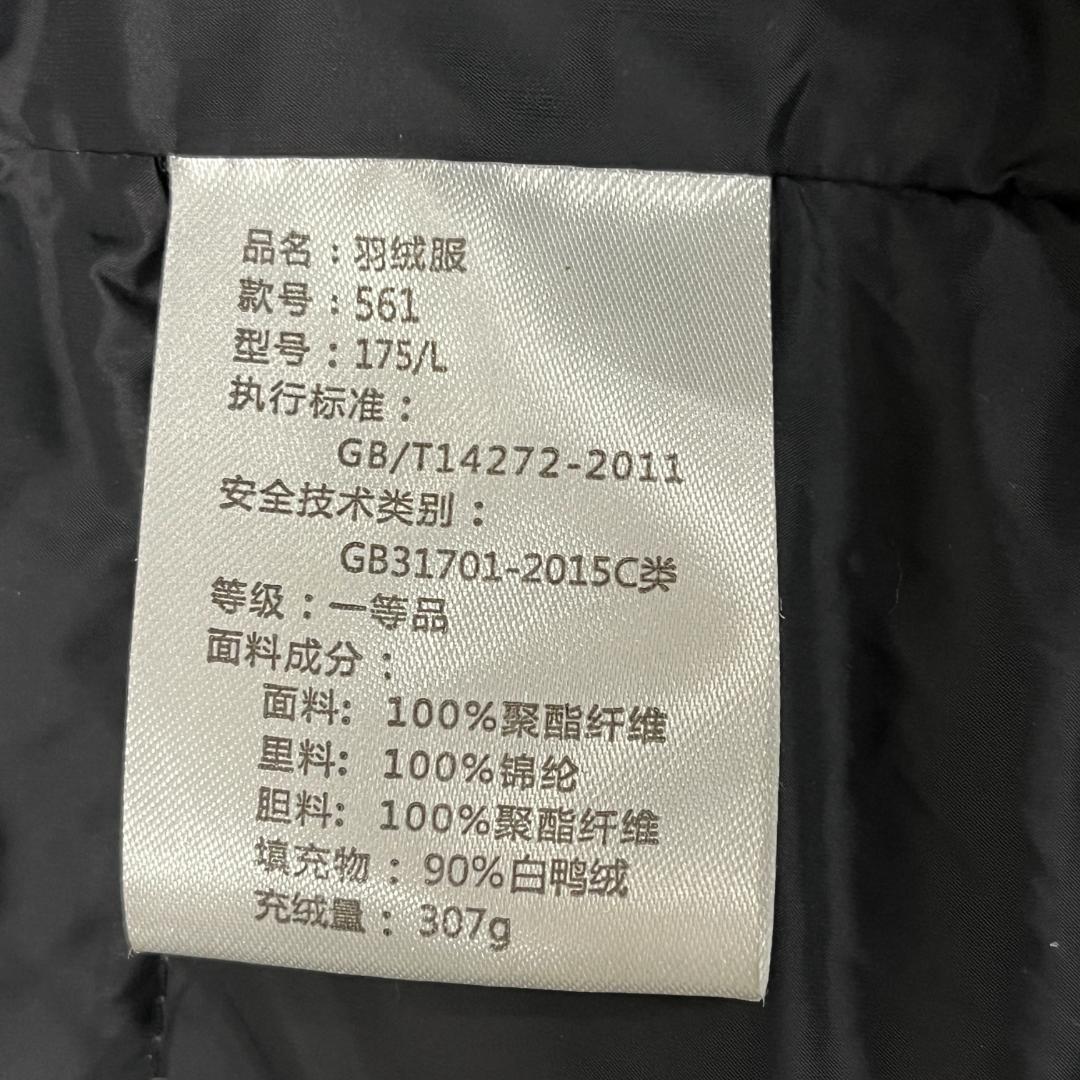 品名：羽绒服
款号：561
型号：175/L
执行标准：
GB/T14272-2011
安全技术类别：
GB31701-2015C类
等级：一等品
面料成分：
面料: 100%聚酯纤维
里料: 100%锦纶
胆料: 100%聚酯纤维
填充物：90%白鸭绒
充绒量：307g